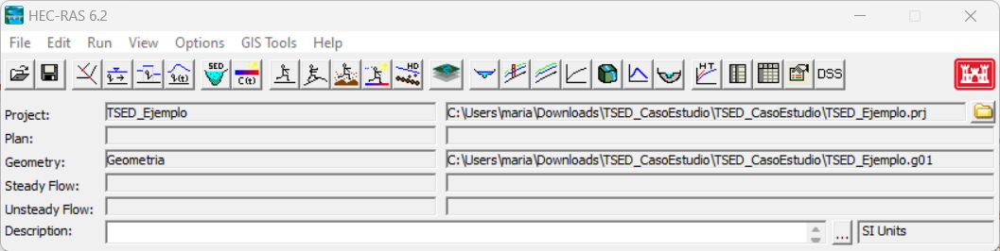 HEC-RAS 6.2
File Edit Run View Options GIS Tools Help
SED C(t) HD HT DSS
Project: TSED_Ejemplo C:\Users\maria\Downloads\TSED_CasoEstudio\TSED_CasoEstudio\TSED_Ejemplo.prj
Plan:
Geometry: Geometria C:\Users\maria\Downloads\TSED_CasoEstudio\TSED_CasoEstudio\TSED_Ejemplo.g01
Steady Flow:
Unsteady Flow:
Description: ... SI Units